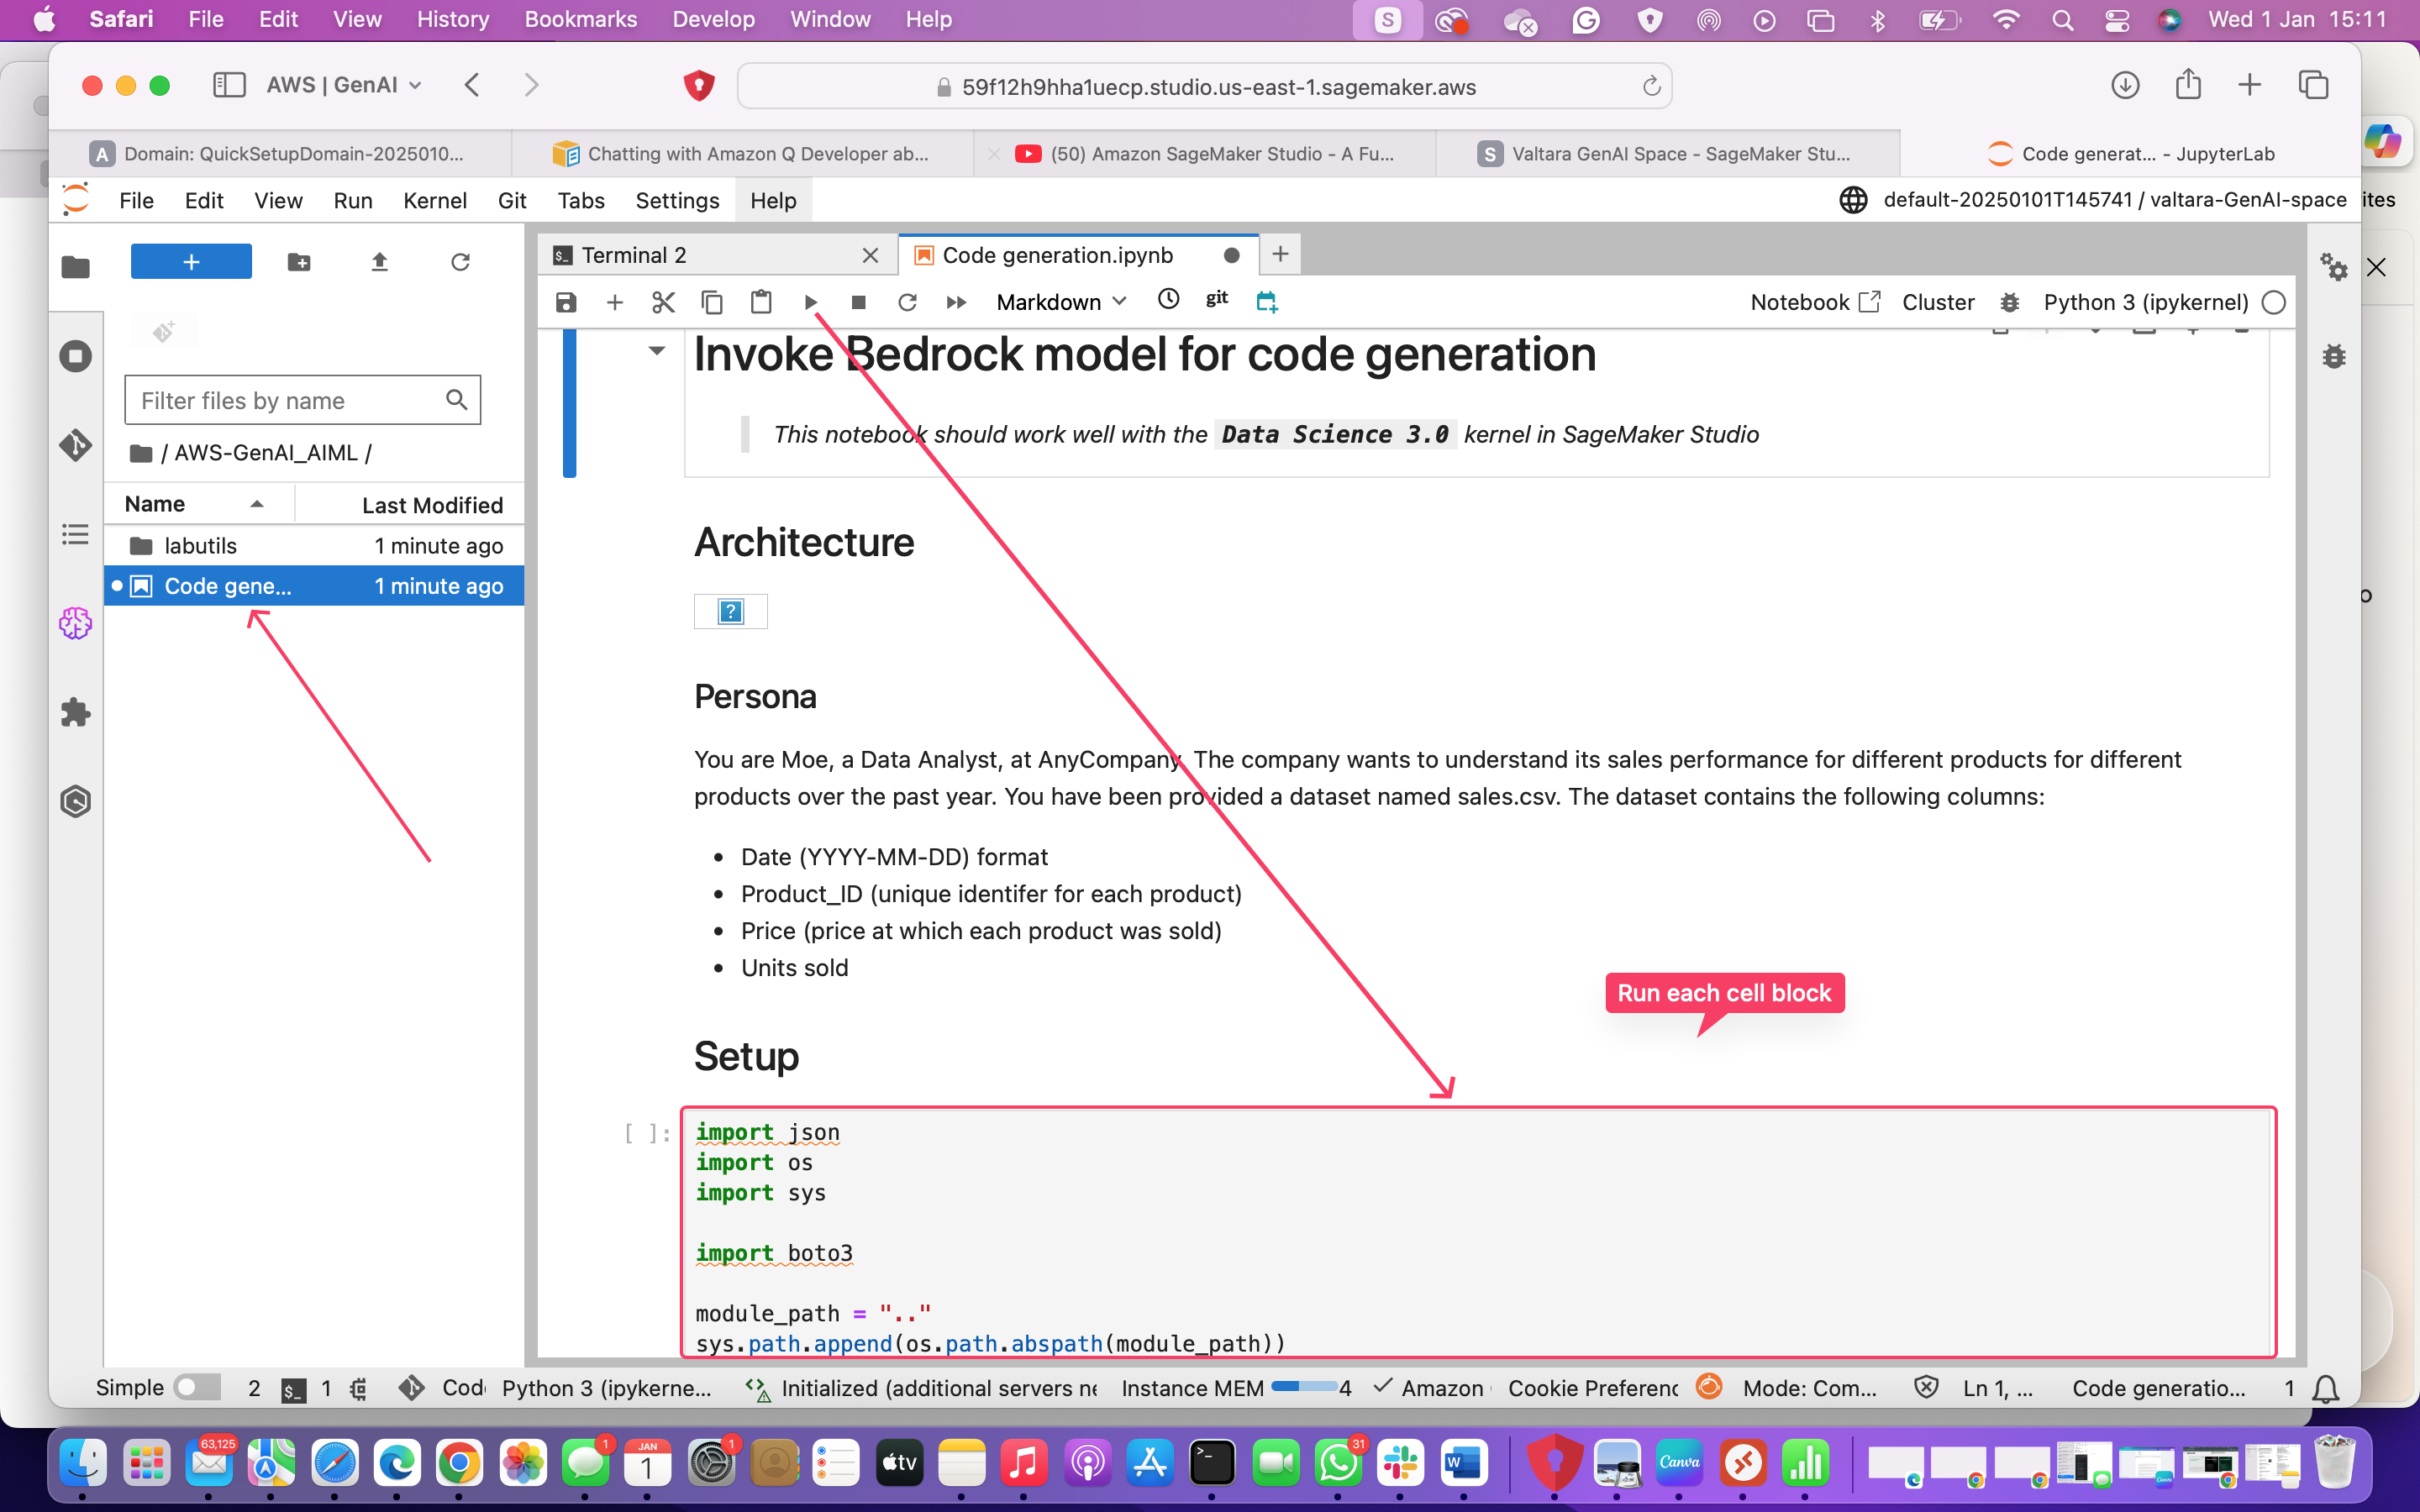 Safari File Edit View History Bookmarks Develop Window Help
Wed 1 Jan 15:11
AWS | GenAI
59f12h9hha1uecp.studio.us-east-1.sagemaker.aws
A Domain: QuickSetupDomain-2025010...
Chatting with Amazon Q Developer ab...
(50) Amazon SageMaker Studio - A Fu...
S Valtara GenAI Space - SageMaker Stu...
Code generat... - JupyterLab
File Edit View Run Kernel Git Tabs Settings Help
default-20250101T145741 / valtara-GenAI-space
ites
Terminal 2
Code generation.ipynb
Markdown
git
Notebook
Cluster
Python 3 (ipykernel)
Filter files by name
/ AWS-GenAI_AIML /
Name Last Modified
labutils 1 minute ago
Code gene... 1 minute ago
Invoke Bedrock model for code generation
This notebook should work well with the Data Science 3.0 kernel in SageMaker Studio
Architecture
?
Persona
You are Moe, a Data Analyst, at AnyCompany. The company wants to understand its sales performance for different products for different
products over the past year. You have been provided a dataset named sales.csv. The dataset contains the following columns:
• Date (YYYY-MM-DD) format
• Product_ID (unique identifer for each product)
• Price (price at which each product was sold)
• Units sold
Run each cell block
Setup
[ ]:
import json
import os
import sys
import boto3
module_path = ".."
sys.path.append(os.path.abspath(module_path))
Simple 2 $_ 1 Cod Python 3 (ipykerne... Initialized (additional servers ne Instance MEM 4 Amazon Cookie Preferenc Mode: Com... Ln 1, ... Code generatio... 1
63,125
1
JAN
1
1
tv
31
W
Canva